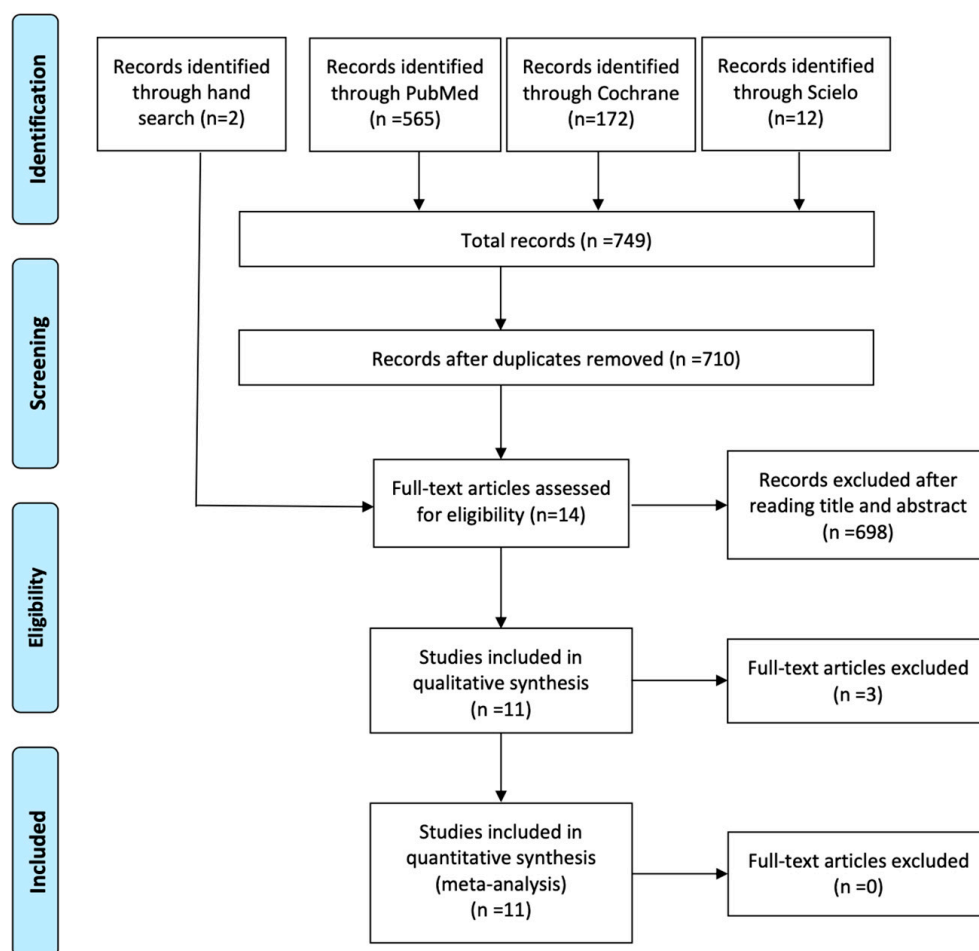 Identification
Records identified
through hand
search (n=2)
Records identified
through PubMed
(n =565)
Records identified
through Cochrane
(n=172)
Records identified
through Scielo
(n=12)
Total records (n =749)
Screening
Records after duplicates removed (n =710)
Full-text articles assessed
for eligibility (n=14)
Records excluded after
reading title and abstract
(n =698)
Eligibility
Studies included in
qualitative synthesis
(n =11)
Full-text articles excluded
(n =3)
Included
Studies included in
quantitative synthesis
(meta-analysis)
(n =11)
Full-text articles excluded
(n =0)